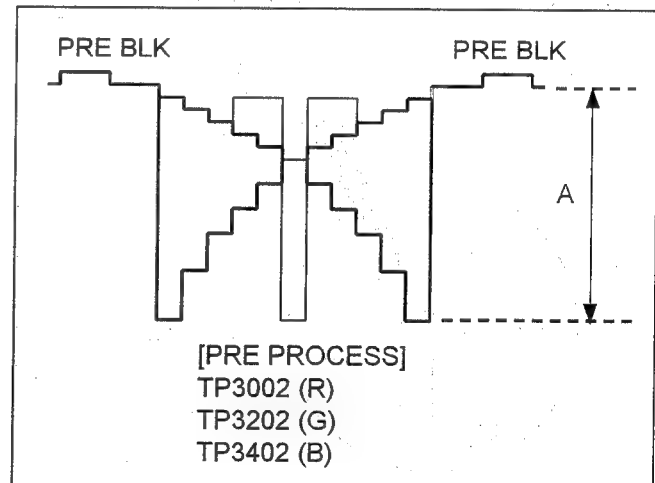 PRE BLK
PRE BLK
A
[PRE PROCESS]
TP3002 (R)
TP3202 (G)
TP3402 (B)